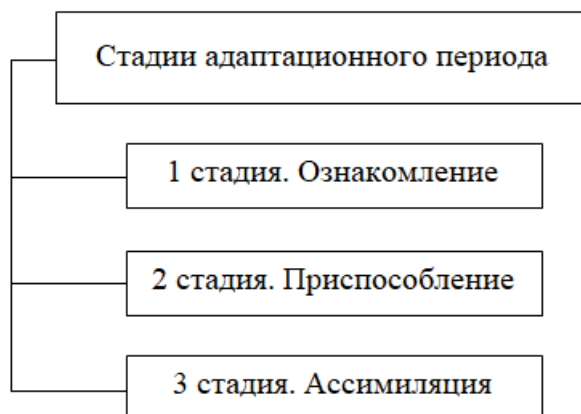 Стадии адаптационного периода
1 стадия. Ознакомление
2 стадия. Приспособление
3 стадия. Ассимиляция